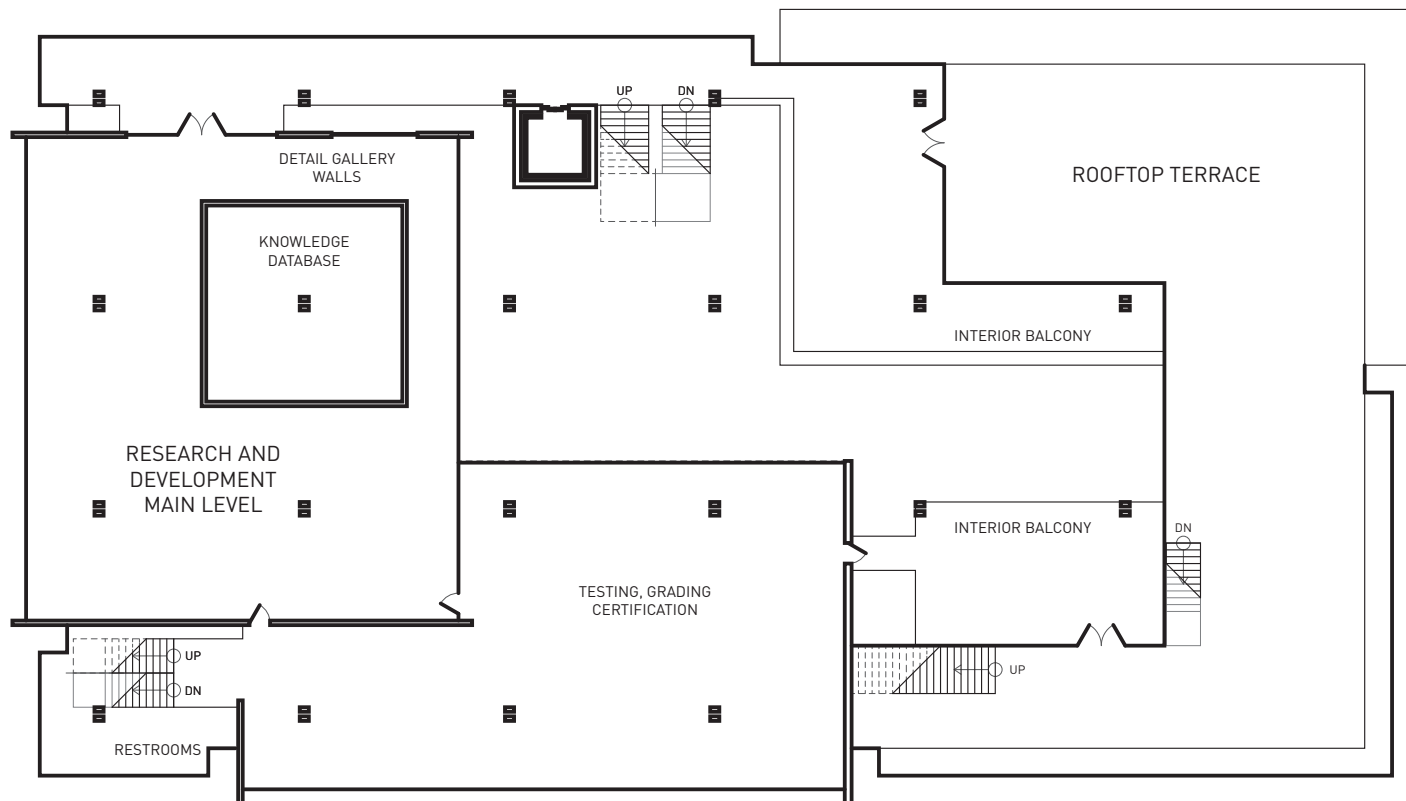 UP
DN
DETAIL GALLERY
WALLS
ROOFTOP TERRACE
KNOWLEDGE
DATABASE
INTERIOR BALCONY
RESEARCH AND
DEVELOPMENT
MAIN LEVEL
INTERIOR BALCONY
DN
TESTING, GRADING
CERTIFICATION
UP
UP
DN
RESTROOMS